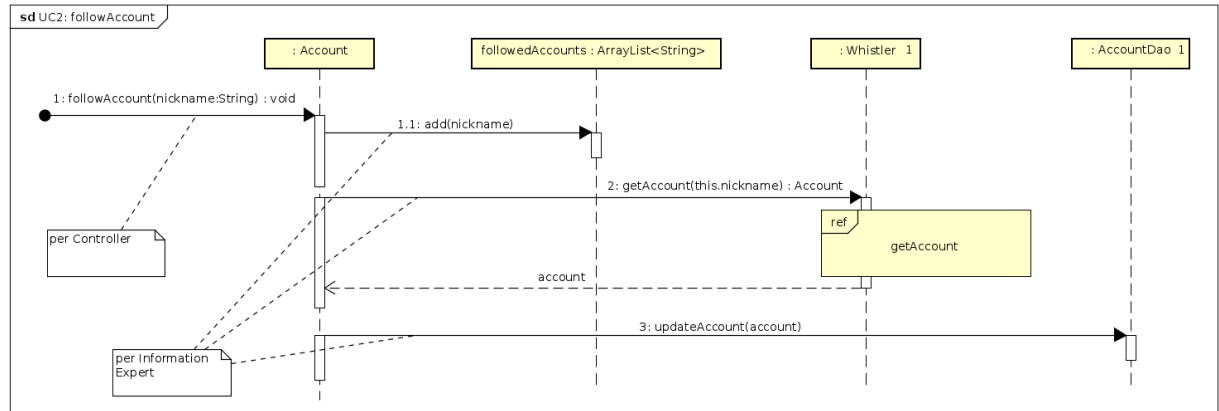 sd UC2: followAccount
: Account
followedAccounts : ArrayList<String>
: Whistler 1
: AccountDao 1
1: followAccount(nickname:String) : void
1.1: add(nickname)
2: getAccount(this.nickname) : Account
ref
per Controller
getAccount
account
3: updateAccount(account)
per Information
Expert